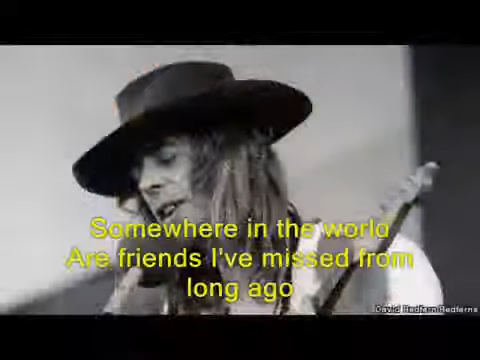 Somewhere in the world
Are friends I've missed from
long ago
David Redfern/Redferns